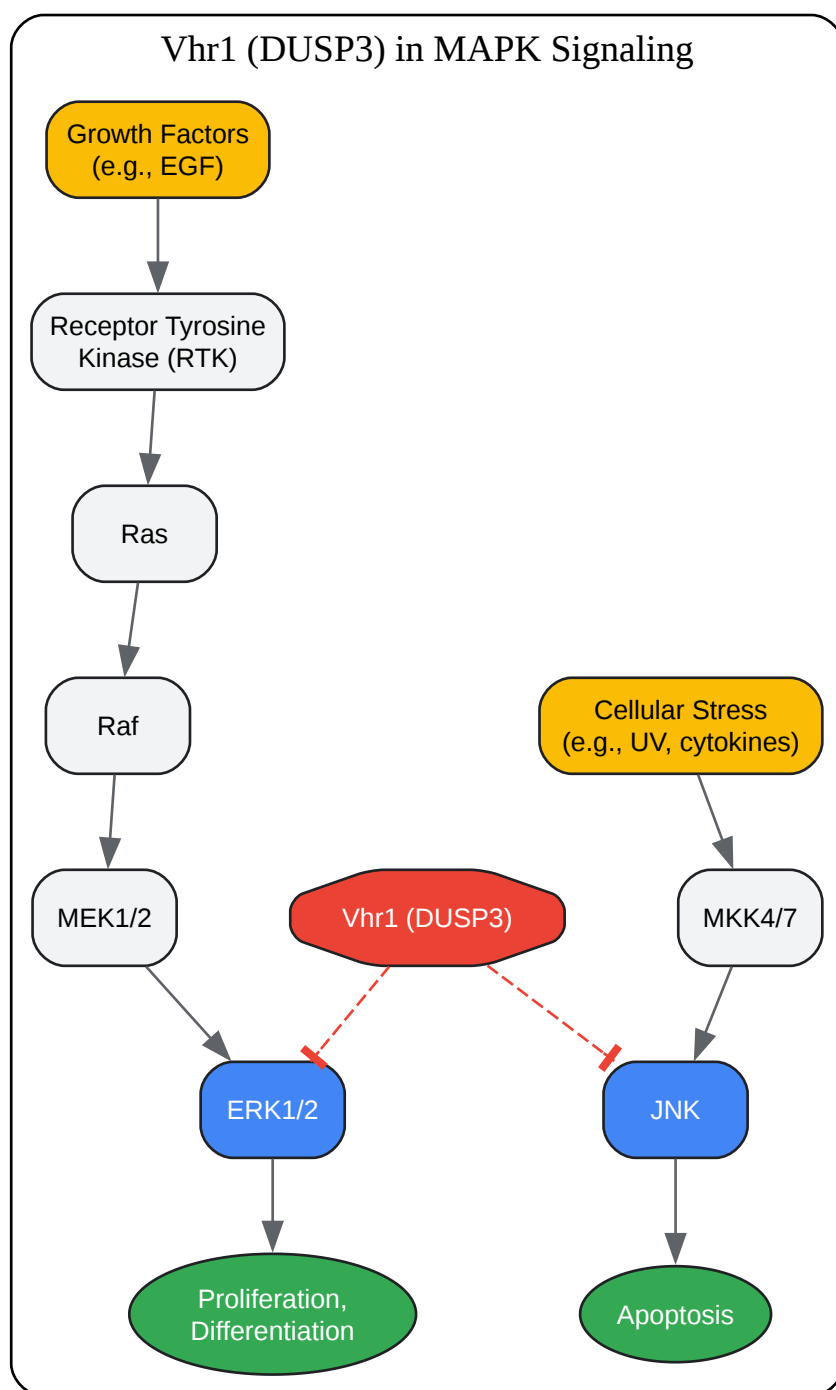 Vhr1 (DUSP3) in MAPK Signaling
Growth Factors
(e.g., EGF)
Receptor Tyrosine
Kinase (RTK)
Ras
Raf
Cellular Stress
(e.g., UV, cytokines)
MEK1/2
Vhr1 (DUSP3)
MKK4/7
ERK1/2
JNK
Proliferation,
Differentiation
Apoptosis